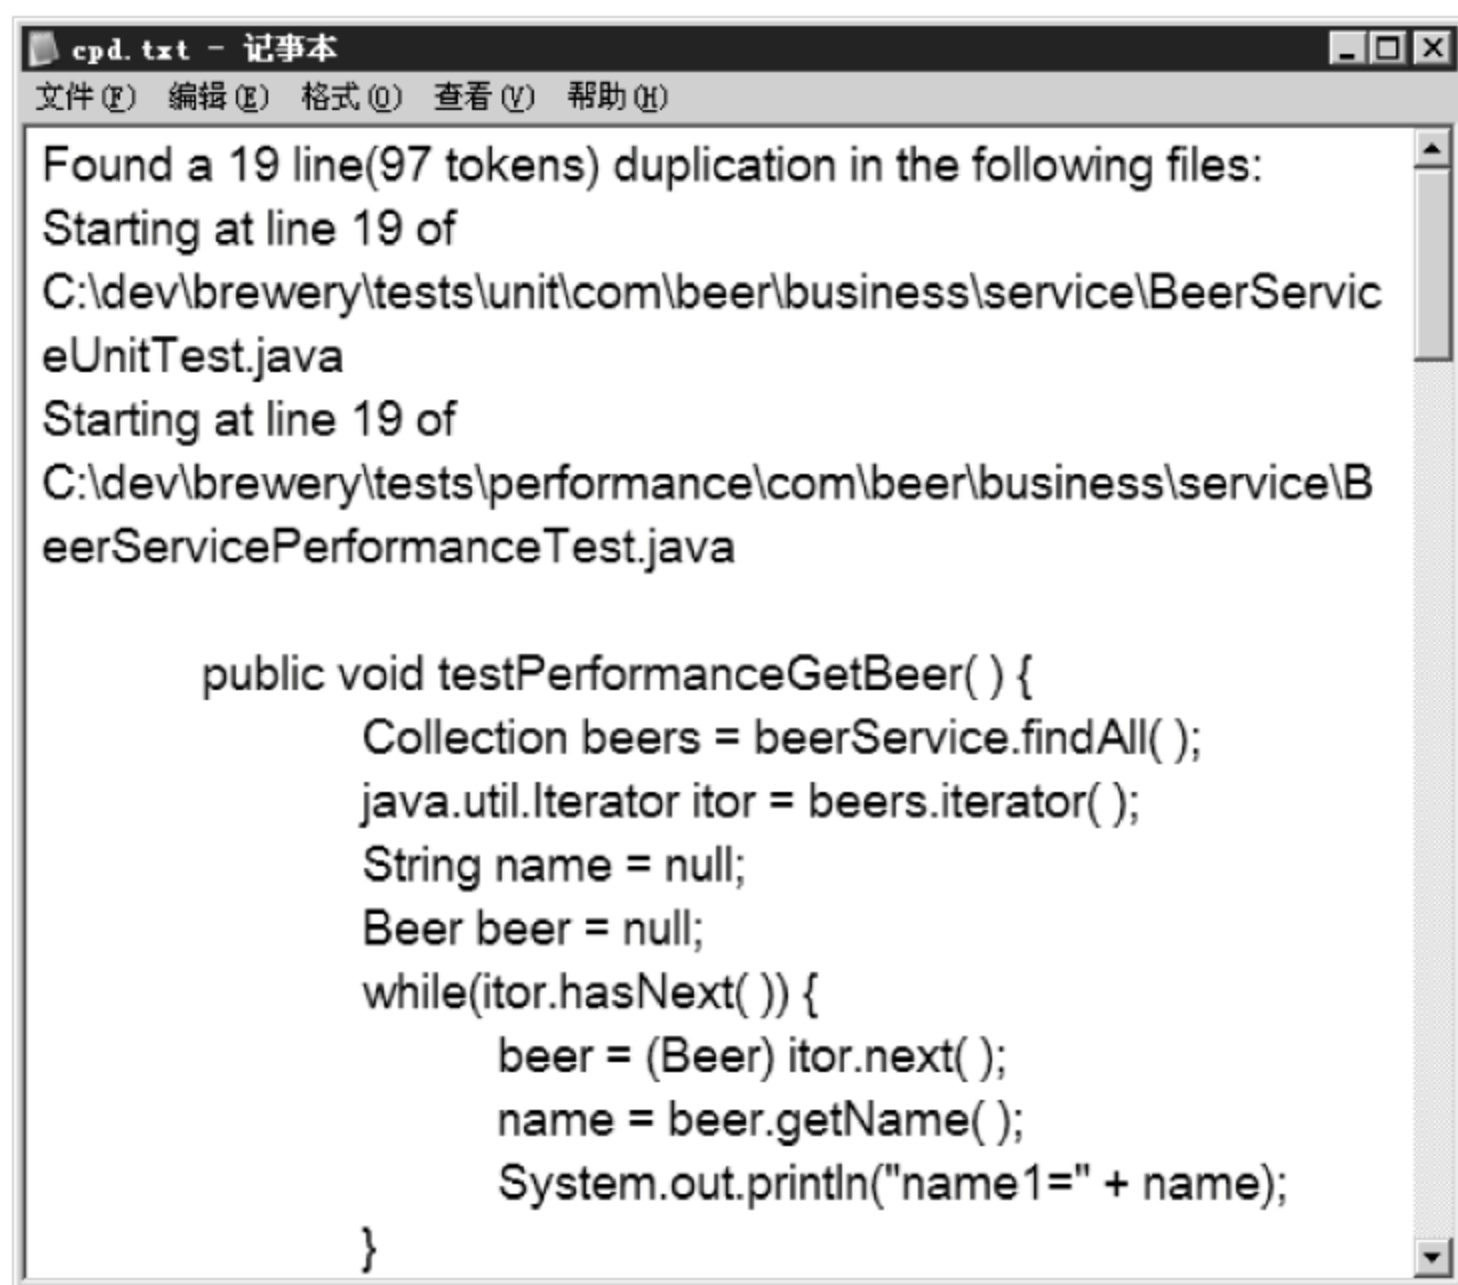 cpd.txt - 记事本
文件(F) 编辑(E) 格式(O) 查看(V) 帮助(H)
Found a 19 line(97 tokens) duplication in the following files:
Starting at line 19 of
C:\dev\brewery\tests\unit\com\beer\business\service\BeerServic
eUnitTest.java
Starting at line 19 of
C:\dev\brewery\tests\performance\com\beer\business\service\B
eerServicePerformanceTest.java
public void testPerformanceGetBeer( ) {
Collection beers = beerService.findAll( );
java.util.Iterator itor = beers.iterator( );
String name = null;
Beer beer = null;
while(itor.hasNext( )) {
beer = (Beer) itor.next( );
name = beer.getName( );
System.out.println("name1=" + name);
}